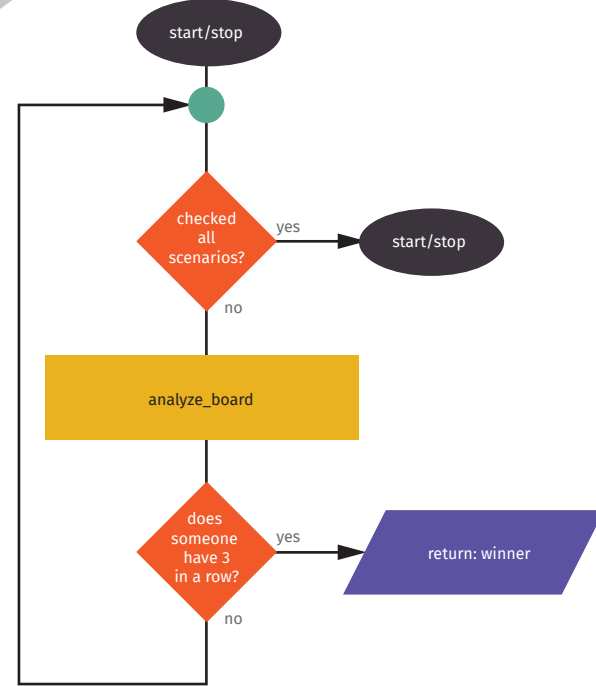 start/stop
checked
all
scenarios?
yes
start/stop
no
analyze_board
does
someone
have 3
in a row?
yes
return: winner
no